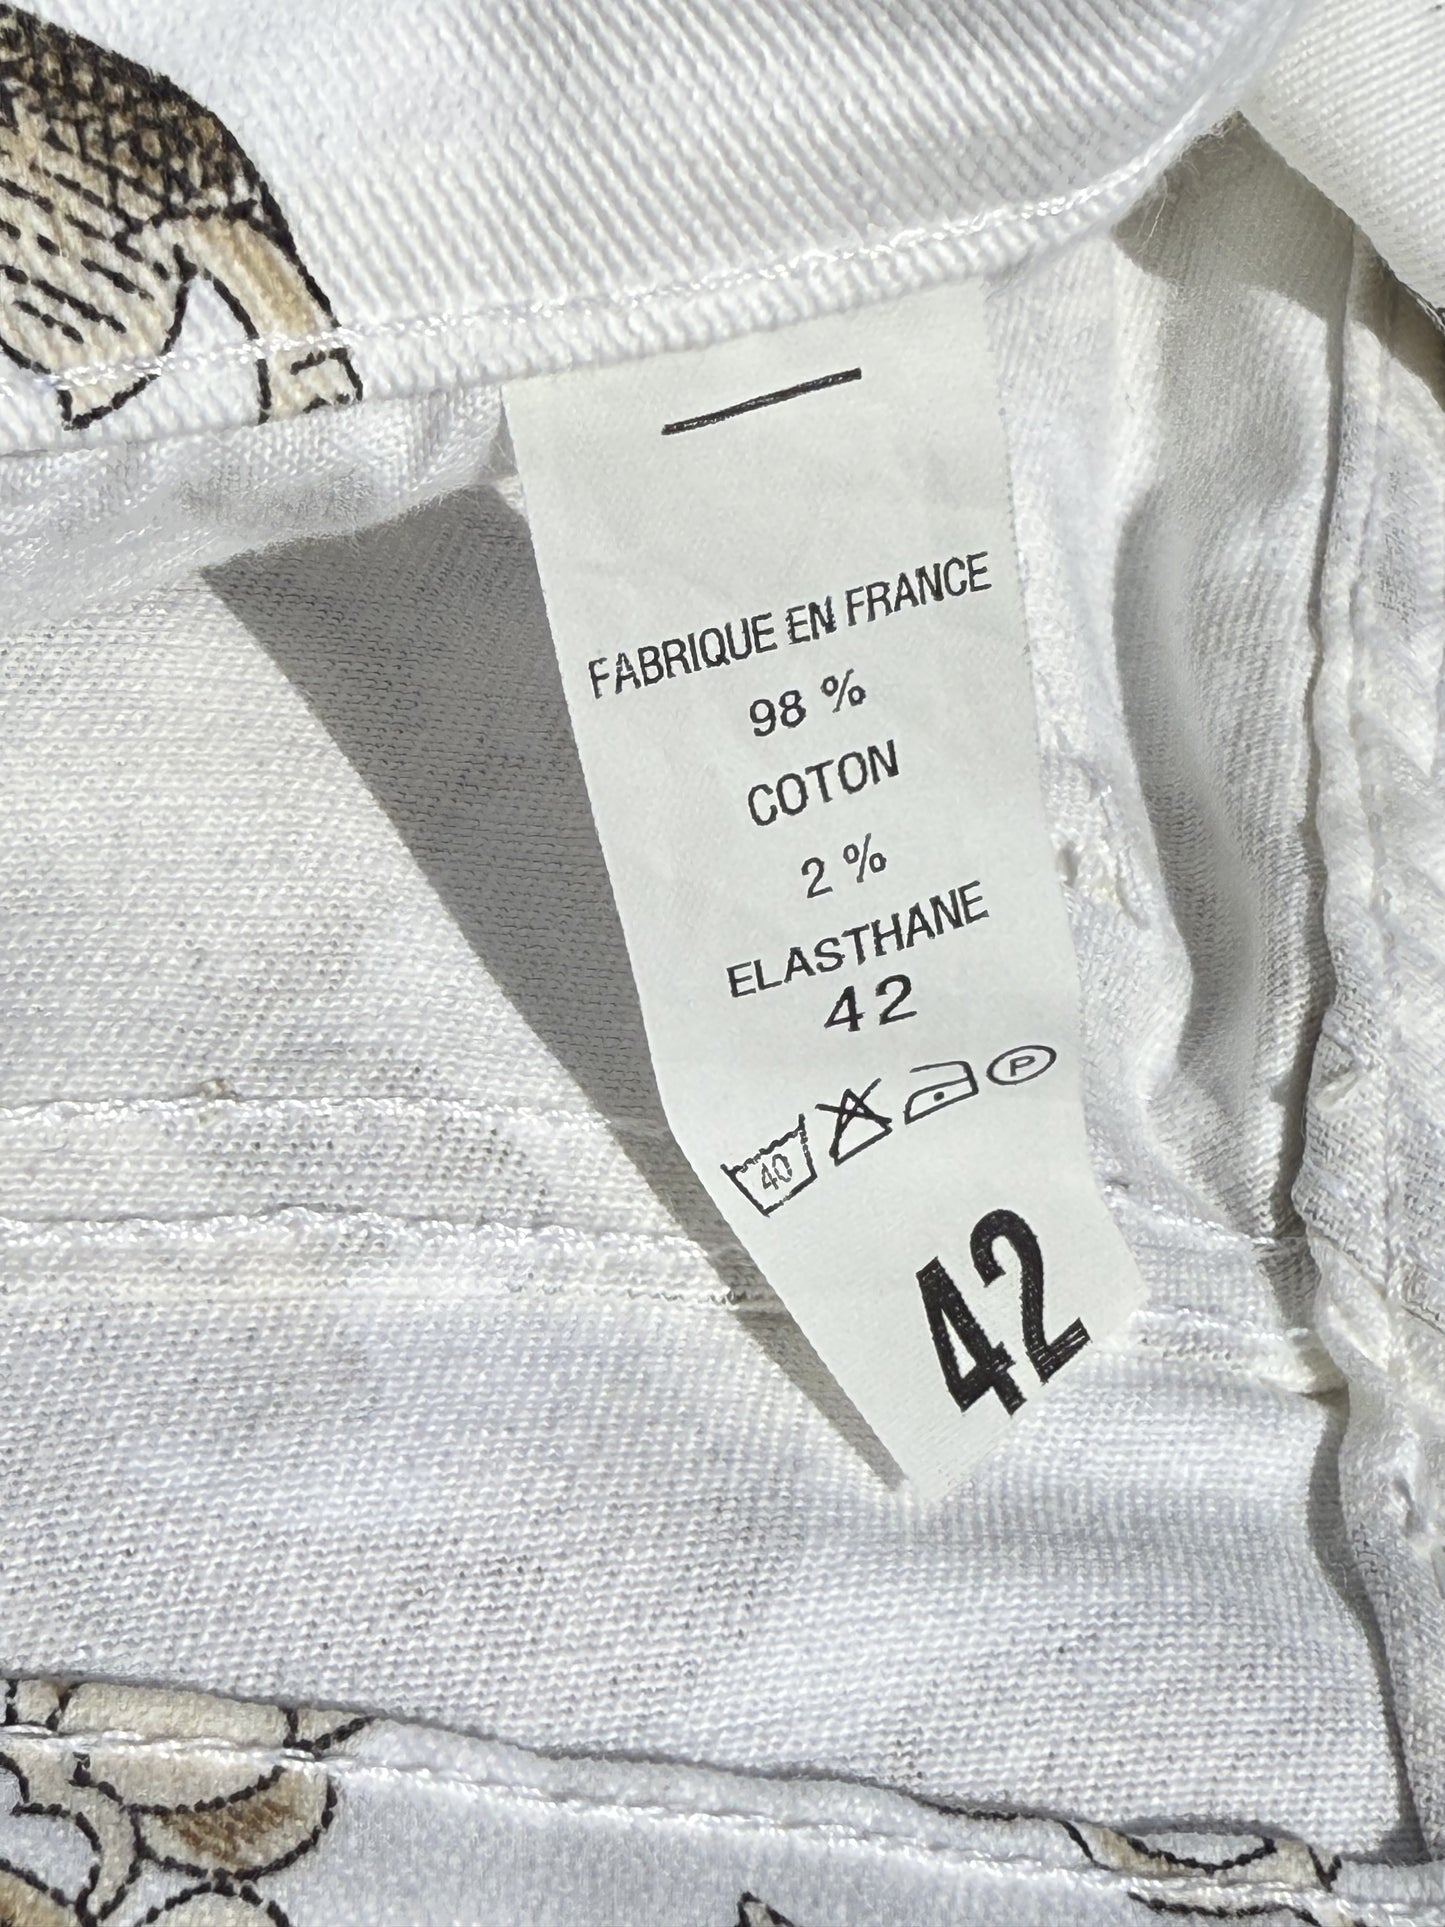 FABRIQUE EN FRANCE
98 %
COTON
2 %
ELASTHANE
42
40 P
42